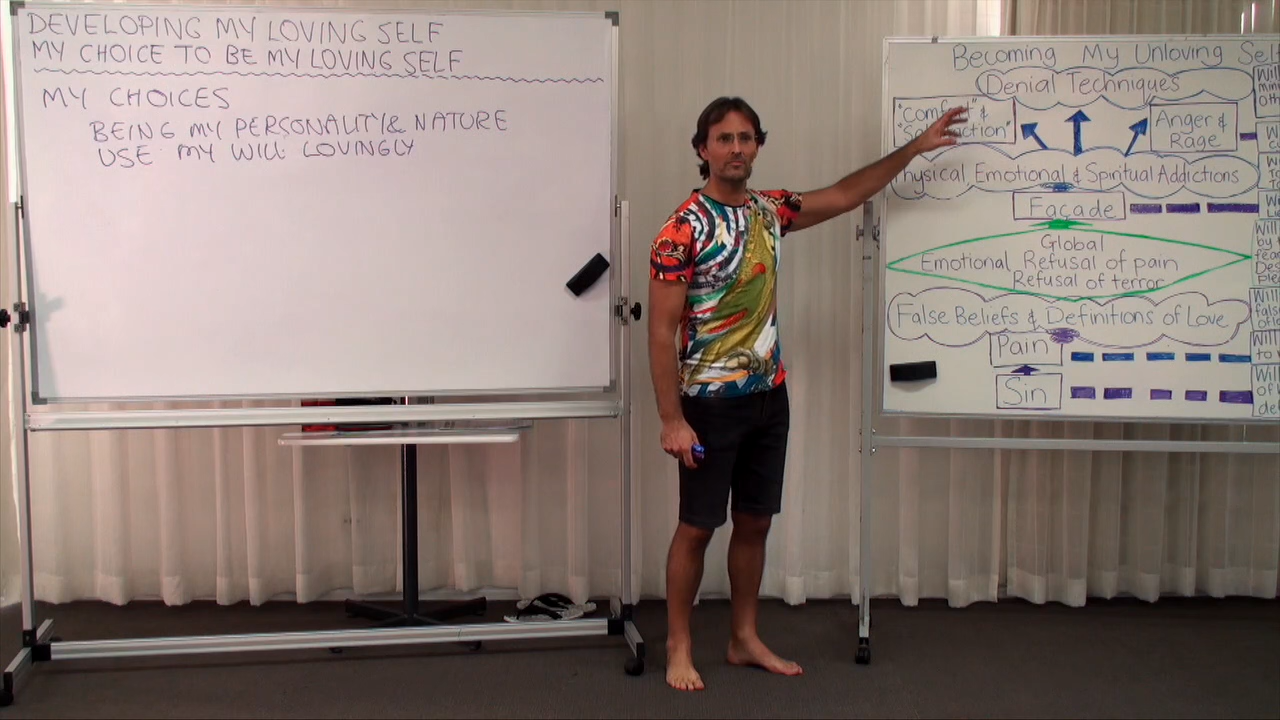 DEVELOPING MY LOVING SELF
MY CHOICE TO BE MY LOVING SELF
MY CHOICES
BEING MY PERSONALITY & NATURE
USE MY WILL LOVINGLY
Becoming My Unloving Self
Denial Techniques
"Comfort" &
"Satisfaction"
Anger &
Rage
Physical, Emotional & Spiritual Addictions
Façade
Global
Emotional Refusal of pain
Refusal of terror
False Beliefs & Definitions of Love
Pain
Sin